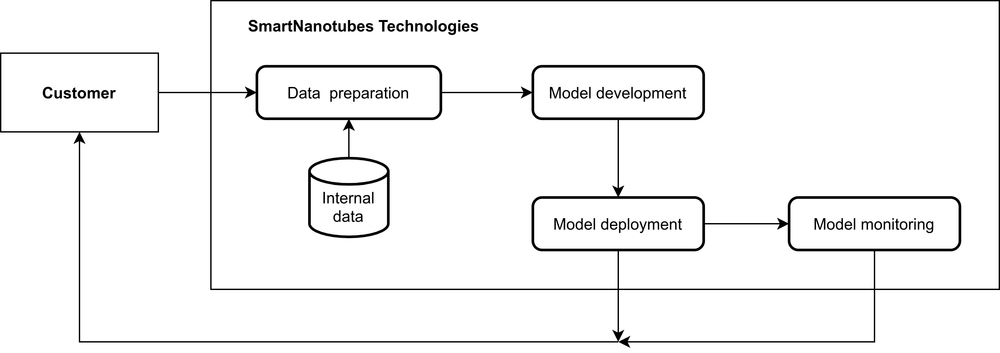 SmartNanotubes Technologies
Customer
Data  preparation
Model development
Internal
data
Model deployment
Model monitoring